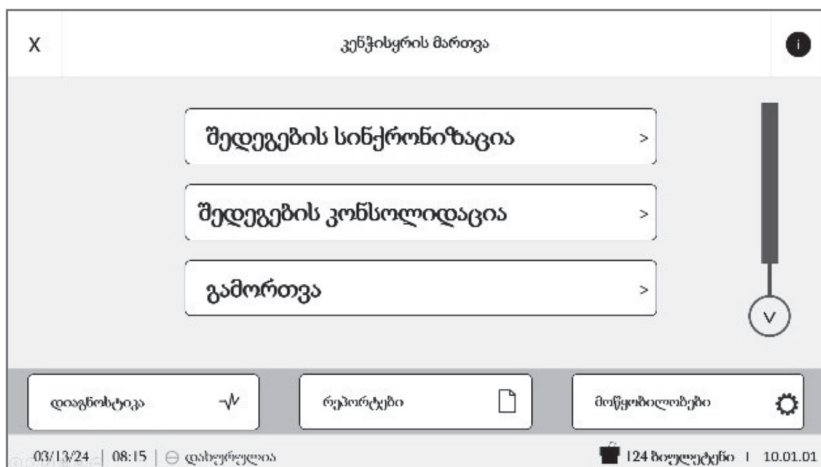 X კენჭისყრის მართვა i
შედეგების სინქრონიზაცია >
შედეგების კონსოლიდაცია >
გამორთვა >
დიაგნოსტიკა რეპორტები მოწყობილობები
03/13/24 | 08:15 | დახურულია 124 ბიულეტენი | 10.01.01